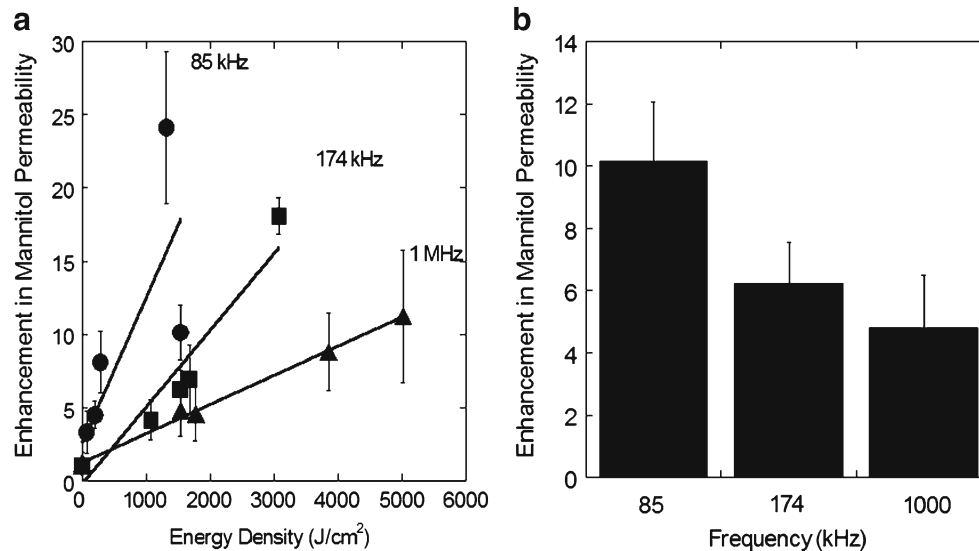 a
Enhancement in Mannitol Permeability
30
25
20
15
10
5
0
85 kHz
174 kHz
1 MHz
0 1000 2000 3000 4000 5000 6000
Energy Density (J/cm²)
b
Enhancement in Mannitol Permeability
14
12
10
8
6
4
2
0
85 174 1000
Frequency (kHz)